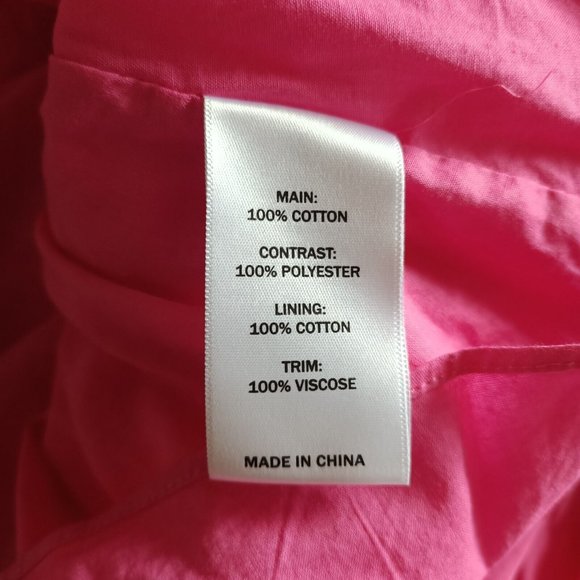 MAIN:
100% COTTON
CONTRAST:
100% POLYESTER
LINING:
100% COTTON
TRIM:
100% VISCOSE
MADE IN CHINA